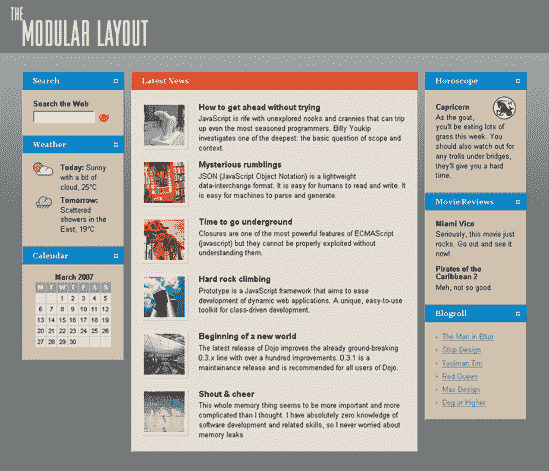 THE
MODULAR LAYOUT
Search
Search the Web
Weather
Today: Sunny
with a bit of
cloud, 25°C
Tomorrow:
Scattered
showers in the
East, 19°C
Calendar
March 2007
M T W T F S S
1 2 3 4 5
6 7 8 9 10 11 12
13 14 15 16 17 18 19
20 21 22 23 24 25 26
27 28 29 30
Latest News
How to get ahead without trying
JavaScript is rife with unexplored nooks and crannies that can trip
up even the most seasoned programmers. Billy Youkip
investigates one of the deepest: the basic question of scope and
context.
Mysterious rumblings
JSON (JavaScript Object Notation) is a lightweight
data-interchange format. It is easy for humans to read and write. It
is easy for machines to parse and generate.
Time to go underground
Closures are one of the most powerful features of ECMAScript
(javascript) but they cannot be properly exploited without
understanding them.
Hard rock climbing
Prototype is a JavaScript framework that aims to ease
development of dynamic web applications. A unique, easy-to-use
toolkit for class-driven development.
Beginning of a new world
The latest release of Dojo improves the already ground-breaking
0.3.x line with over a hundred improvements. 0.3.1 is a
maintainance release and is recommended for all users of Dojo.
Shout & cheer
This whole memory thing seems to be more important and more
complicated than I thought. I have absolutely zero knowledge of
software development and related skills, so I never worried about
memory leaks
Horoscope
Capricorn
As the goat,
you'll be eating lots of
grass this week. You
should also watch out for
any trolls under bridges,
they'll give you a hard
time.
Movie Reviews
Miami Vice
Seriously, this movie just
rocks. Go out and see it
now!
Pirates of the
Caribbean 2
Meh, not so good.
Blogroll
The Man in Blue
Stop Design
Toolman Tim
Red Queen
Max Design
Dog or Higher